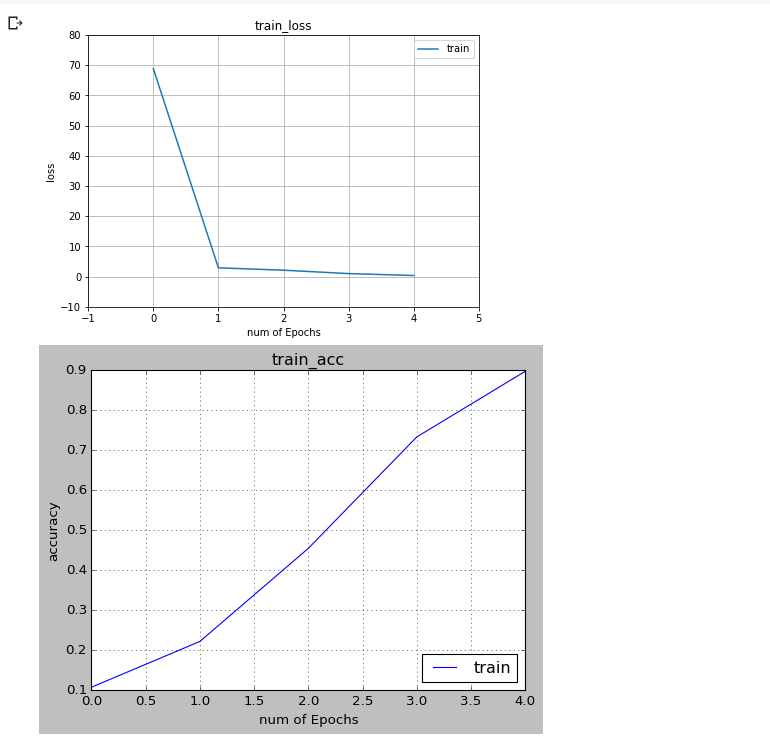 train_loss
train
80
70
60
50
40
30
20
10
0
−10
loss
−1 0 1 2 3 4 5
num of Epochs
train_acc
0.9
0.8
0.7
0.6
0.5
0.4
0.3
0.2
0.1
accuracy
train
0.0 0.5 1.0 1.5 2.0 2.5 3.0 3.5 4.0
num of Epochs